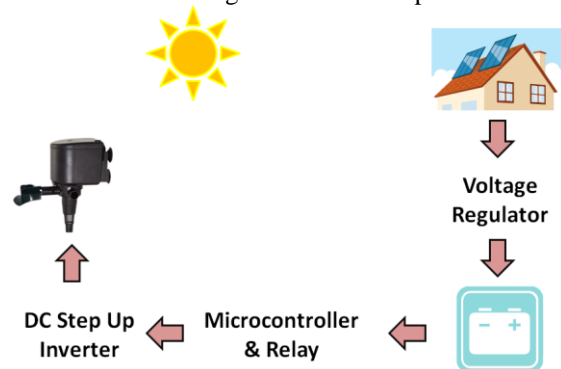 Voltage
Regulator
DC Step Up
Inverter
Microcontroller
& Relay
- +